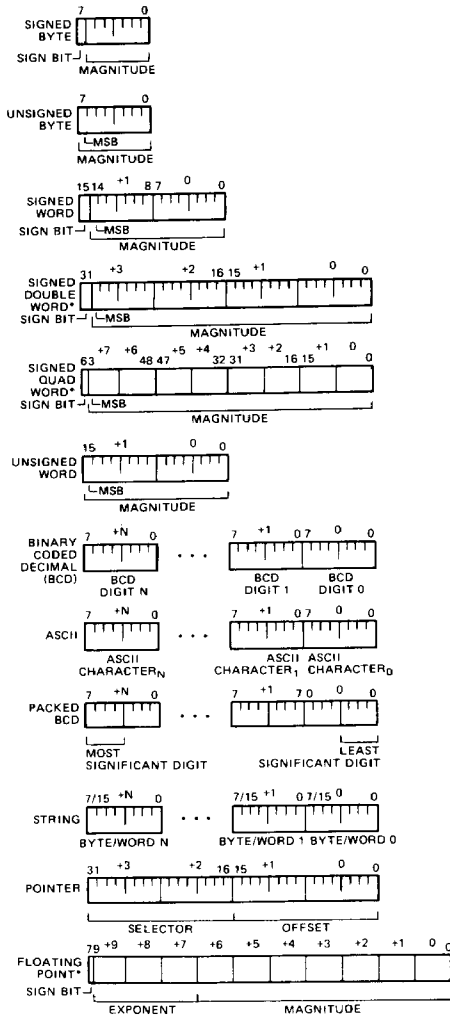 SIGNED BYTE
7 0
SIGN BIT
MAGNITUDE
UNSIGNED BYTE
7 0
MSB
MAGNITUDE
SIGNED WORD
15 14 +1 8 7 0 0
SIGN BIT
MSB
MAGNITUDE
SIGNED DOUBLE WORD*
31 +3 +2 16 15 +1 0 0
SIGN BIT
MSB
MAGNITUDE
SIGNED QUAD WORD*
63 +7 +6 48 47 +5 +4 32 31 +3 +2 16 15 +1 0 0
SIGN BIT
MSB
MAGNITUDE
UNSIGNED WORD
15 +1 0 0
MSB
MAGNITUDE
BINARY CODED DECIMAL (BCD)
7 +N 0 ... 7 +1 0 7 0 0
BCD DIGIT N
BCD DIGIT 1
BCD DIGIT 0
ASCII
7 +N 0 ... 7 +1 0 7 0 0
ASCII CHARACTERN
ASCII CHARACTER1
ASCII CHARACTER0
PACKED BCD
7 +N 0 ... 7 +1 7 0 0 0
MOST SIGNIFICANT DIGIT
LEAST SIGNIFICANT DIGIT
STRING
7/15 +N 0 ... 7/15 +1 0 7/15 0 0
BYTE/WORD N
BYTE/WORD 1
BYTE/WORD 0
POINTER
31 +3 +2 16 15 +1 0 0
SELECTOR
OFFSET
FLOATING POINT*
79 +9 +8 +7 +6 +5 +4 +3 +2 +1 0 0
SIGN BIT
EXPONENT
MAGNITUDE